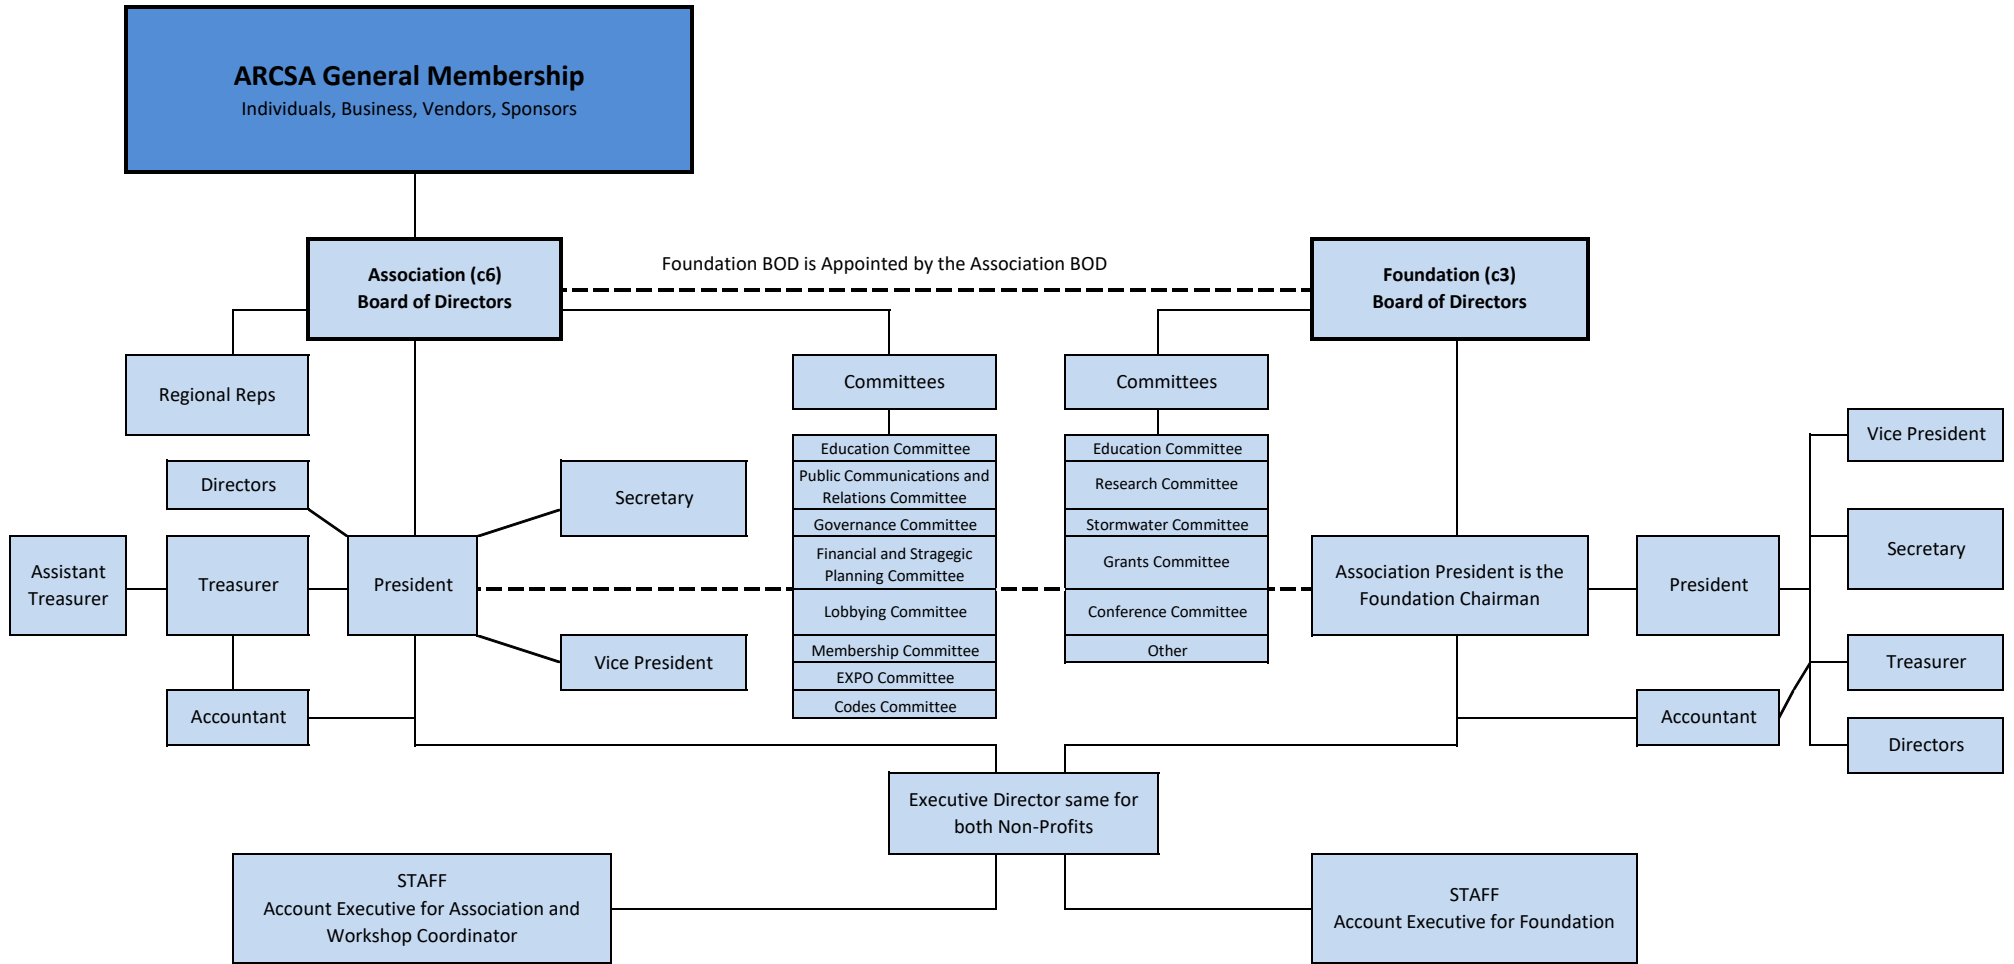 ARCSA General Membership
Individuals, Business, Vendors, Sponsors
Association (c6)
Board of Directors
Foundation BOD is Appointed by the Association BOD
Foundation (c3)
Board of Directors
Regional Reps
Committees
Committees
Education Committee
Public Communications and
Relations Committee
Governance Committee
Financial and Stragegic
Planning Committee
Lobbying Committee
Membership Committee
EXPO Committee
Codes Committee
Education Committee
Research Committee
Stormwater Committee
Grants Committee
Conference Committee
Other
Directors
Secretary
Assistant
Treasurer
Treasurer
President
Vice President
Accountant
Association President is the
Foundation Chairman
President
Vice President
Secretary
Treasurer
Directors
Accountant
Executive Director same for
both Non-Profits
STAFF
Account Executive for Association and
Workshop Coordinator
STAFF
Account Executive for Foundation